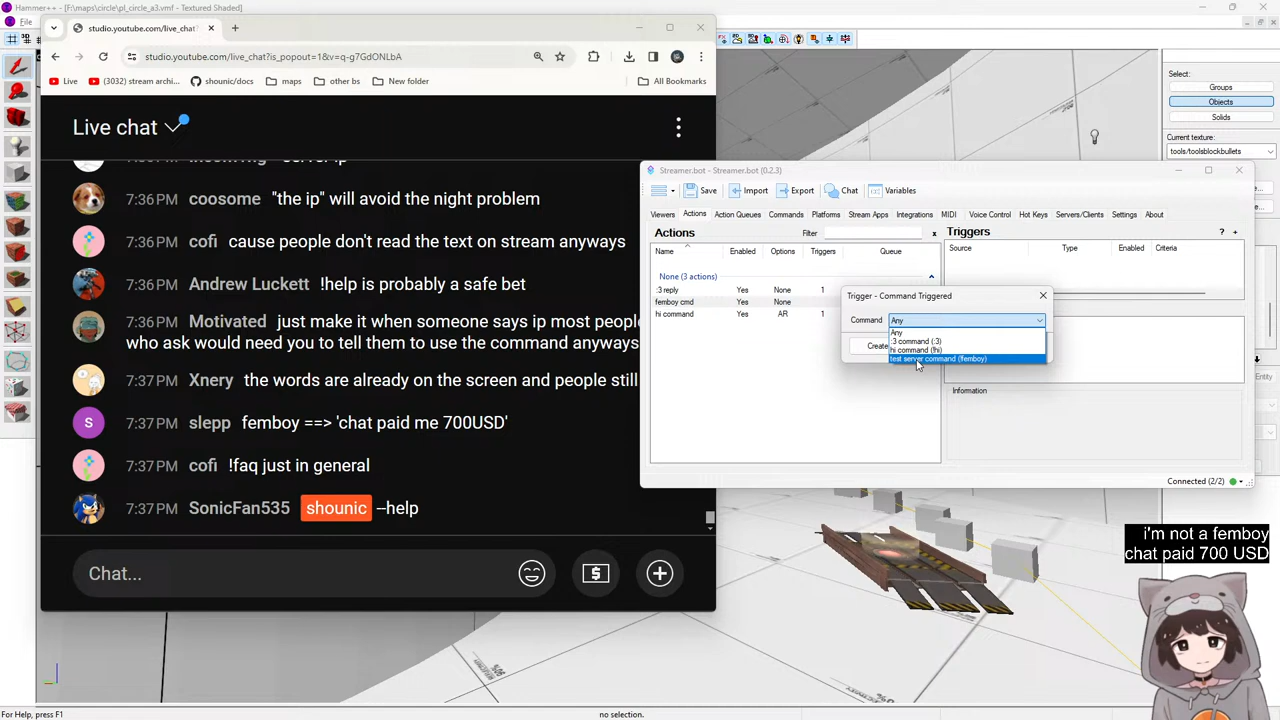 Hammer++ - [F:\maps\circle\pl_circle_a3.vmf - Textured Shaded]
File
studio.youtube.com/live_chat?
studio.youtube.com/live_chat?is_popout=1&v=q-g7GdONLbA
Live
(3032) stream archi...
shounic/docs
maps
other bs
New folder
All Bookmarks
Live chat
7:36 PM coosome "the ip" will avoid the night problem
7:36 PM cofi cause people don't read the text on stream anyways
7:36 PM Andrew Luckett !help is probably a safe bet
7:36 PM Motivated just make it when someone says ip most people
who ask would need you to tell them to use the command anyways
7:36 PM Xnery the words are already on the screen and people still
S 7:37 PM slepp femboy ==> 'chat paid me 700USD'
7:37 PM cofi !faq just in general
7:37 PM SonicFan535 shounic --help
Chat...
Streamer.bot - Streamer.bot (0.2.3)
Save
Import
Export
Chat
Variables
Viewers Actions Action Queues Commands Platforms Stream Apps Integrations MIDI Voice Control Hot Keys Servers/Clients Settings About
Actions
Filter
x
Name Enabled Options Triggers Queue
None (3 actions)
:3 reply Yes None 1
femboy cmd Yes None
hi command Yes AR 1
Triggers
? +
Source Type Enabled Criteria
Trigger - Command Triggered
Command Any
Any
:3 command (:3)
hi command (!hi)
test server command (!femboy)
Create
Information
Connected (2/2)
Select:
Groups
Objects
Solids
Current texture:
tools/toolsblockbullets
Entity
i'm not a femboy
chat paid 700 USD
For Help, press F1
no selection.